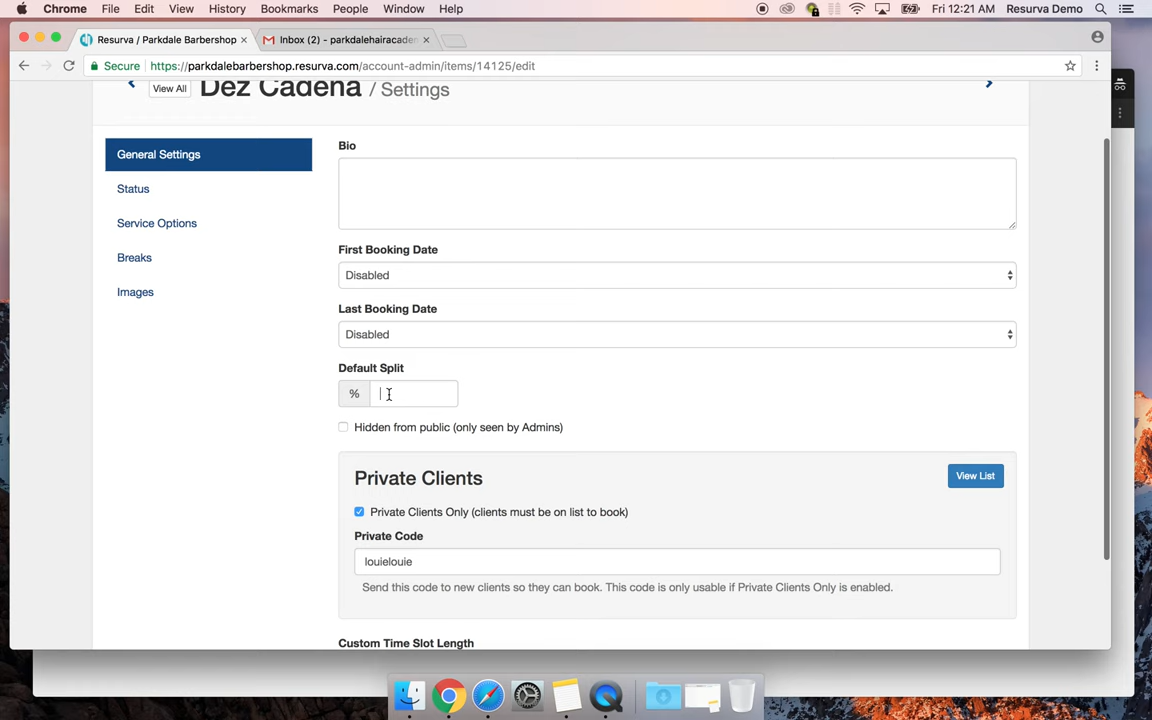 Chrome File Edit View History Bookmarks People Window Help Fri 12:21 AM Resurva Demo
Resurva / Parkdale Barbershop × Inbox (2) - parkdalehairacader ×
Secure https://parkdalebarbershop.resurva.com/account-admin/items/14125/edit
View All Dez Cadena / Settings
General Settings
Status
Service Options
Breaks
Images
Bio
First Booking Date
Disabled
Last Booking Date
Disabled
Default Split
%
Hidden from public (only seen by Admins)
Private Clients View List
Private Clients Only (clients must be on list to book)
Private Code
louielouie
Send this code to new clients so they can book. This code is only usable if Private Clients Only is enabled.
Custom Time Slot Length